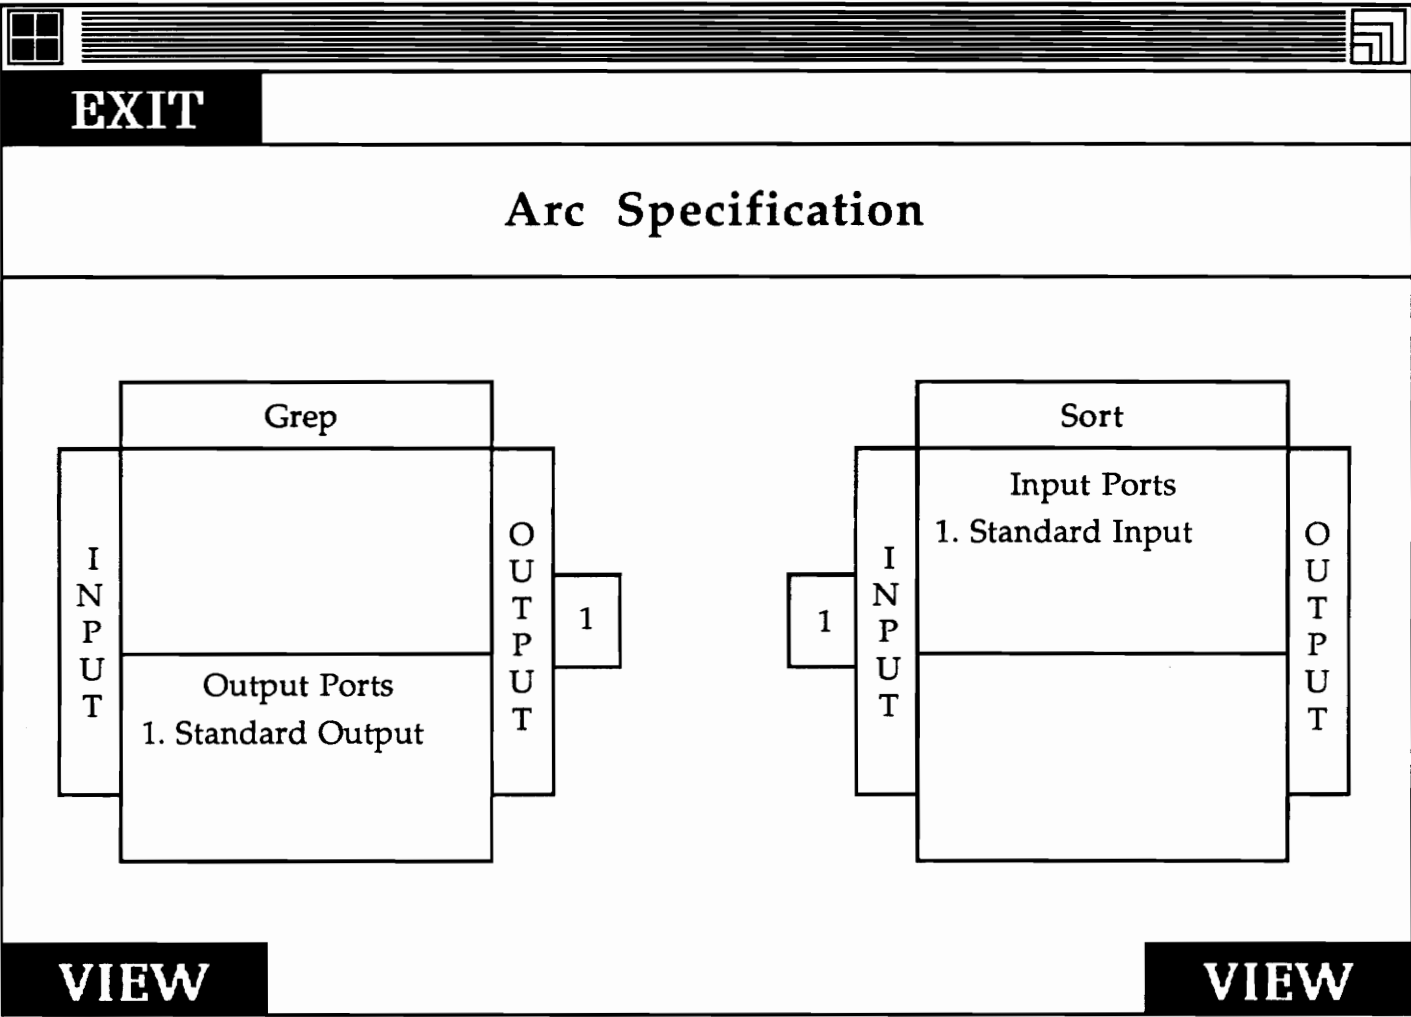 EXIT
Arc Specification
Grep
INPUT
Output Ports
1. Standard Output
OUTPUT
1
Sort
1
INPUT
Input Ports
1. Standard Input
OUTPUT
VIEW
VIEW